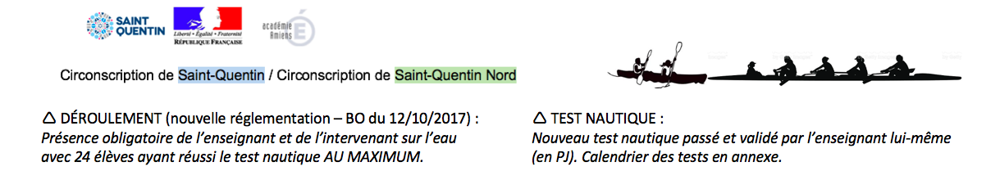 SAINT
QUENTIN
Liberté • Égalité • Fraternité
RÉPUBLIQUE FRANÇAISE
académie
Amiens
Circonscription de Saint-Quentin / Circonscription de Saint-Quentin Nord
△ DÉROULEMENT (nouvelle réglementation – BO du 12/10/2017) :
Présence obligatoire de l’enseignant et de l’intervenant sur l’eau
avec 24 élèves ayant réussi le test nautique AU MAXIMUM.
△ TEST NAUTIQUE :
Nouveau test nautique passé et validé par l’enseignant lui-même
(en PJ). Calendrier des tests en annexe.